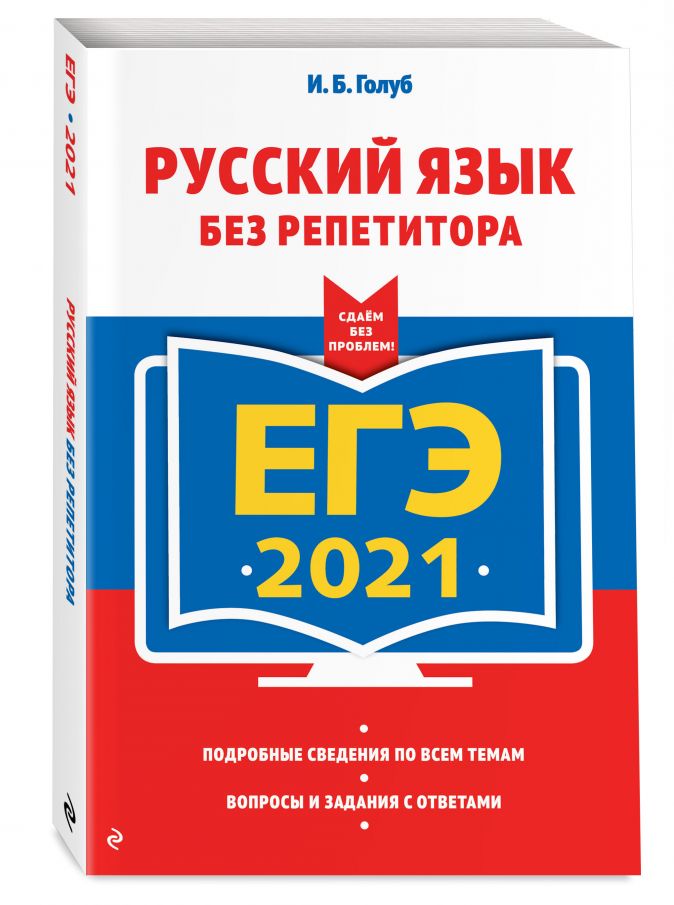 И. Б. Голуб
РУССКИЙ ЯЗЫК
БЕЗ РЕПЕТИТОРА
СДАЁМ
БЕЗ
ПРОБЛЕМ!
ЕГЭ
• 2021 •
• 
ПОДРОБНЫЕ СВЕДЕНИЯ ПО ВСЕМ ТЕМАМ
•
ВОПРОСЫ И ЗАДАНИЯ С ОТВЕТАМИ
•
ЕГЭ • 2021
РУССКИЙ ЯЗЫК БЕЗ РЕПЕТИТОРА